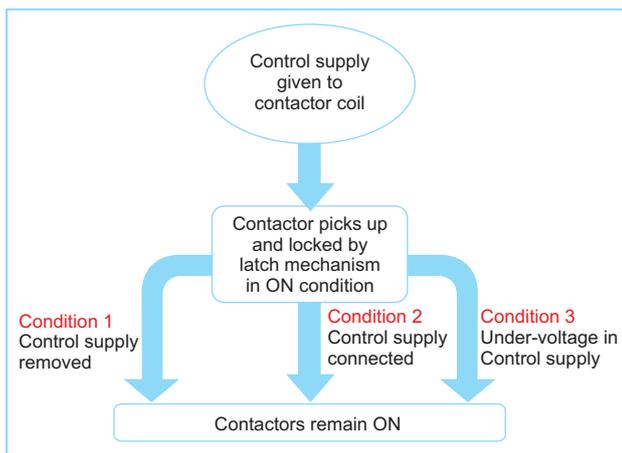 Control supply
given to
contactor coil
Contactor picks up
and locked by
latch mechanism
in ON condition
Condition 1
Control supply
removed
Condition 2
Control supply
connected
Condition 3
Under-voltage in
Control supply
Contactors remain ON